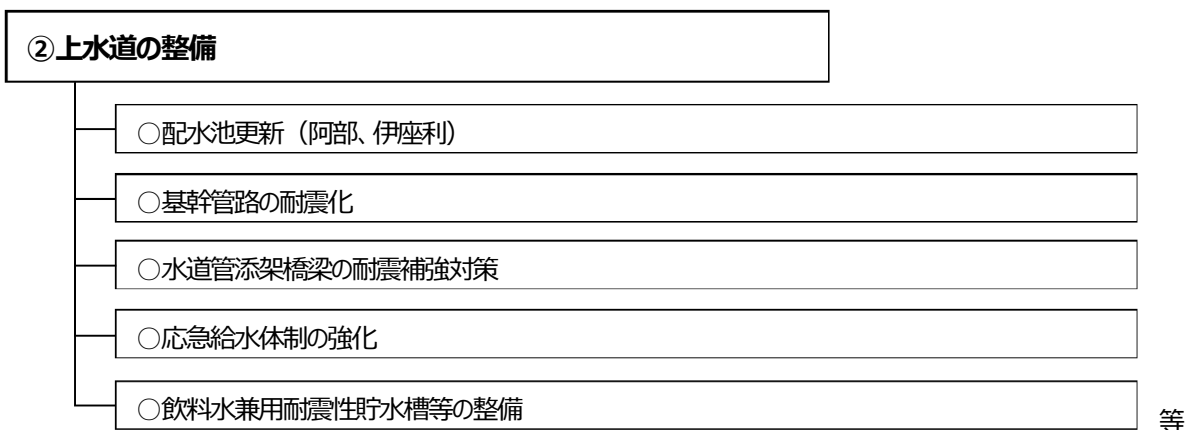 ②上水道の整備
○配水池更新（阿部、伊座利）
○基幹管路の耐震化
○水道管添架橋梁の耐震補強対策
○応急給水体制の強化
○飲料水兼用耐震性貯水槽等の整備
等